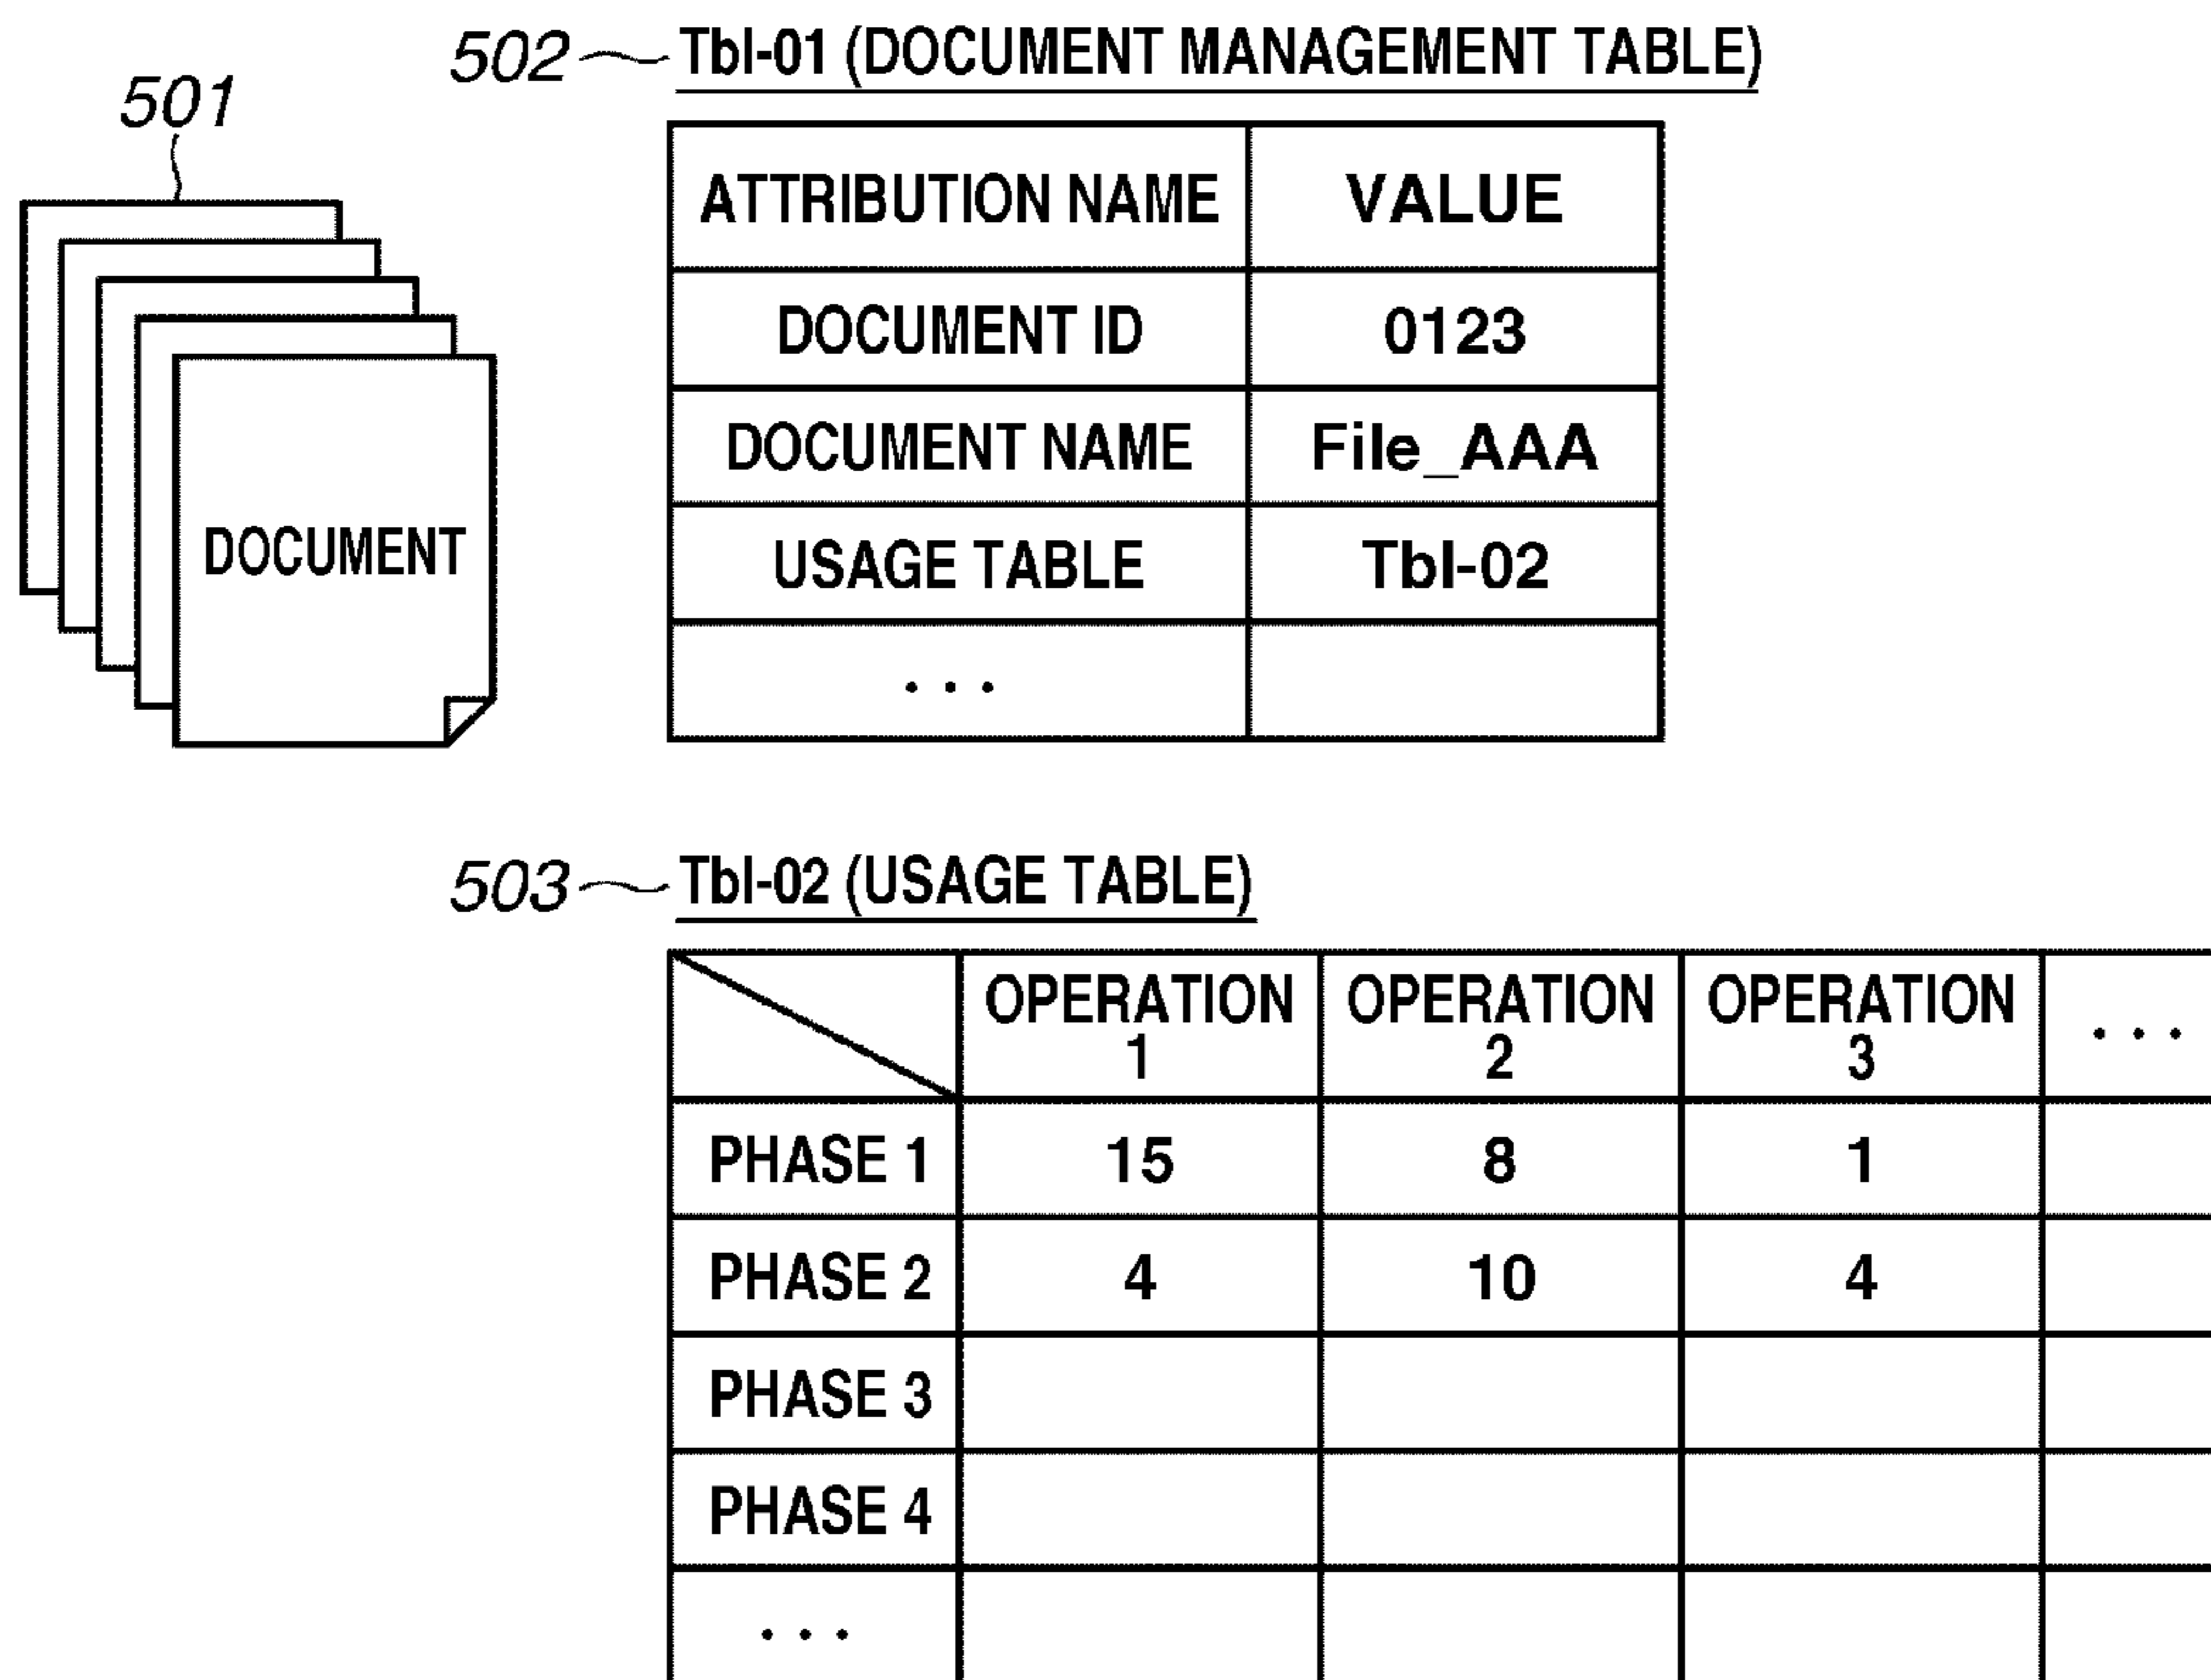 501
502 Tbl-01 (DOCUMENT MANAGEMENT TABLE)
ATTRIBUTION NAME VALUE
DOCUMENT ID 0123
DOCUMENT NAME File_AAA
USAGE TABLE Tbl-02
...
DOCUMENT
503 Tbl-02 (USAGE TABLE)
OPERATION 1 OPERATION 2 OPERATION 3 ...
PHASE 1 15 8 1
PHASE 2 4 10 4
PHASE 3
PHASE 4
...